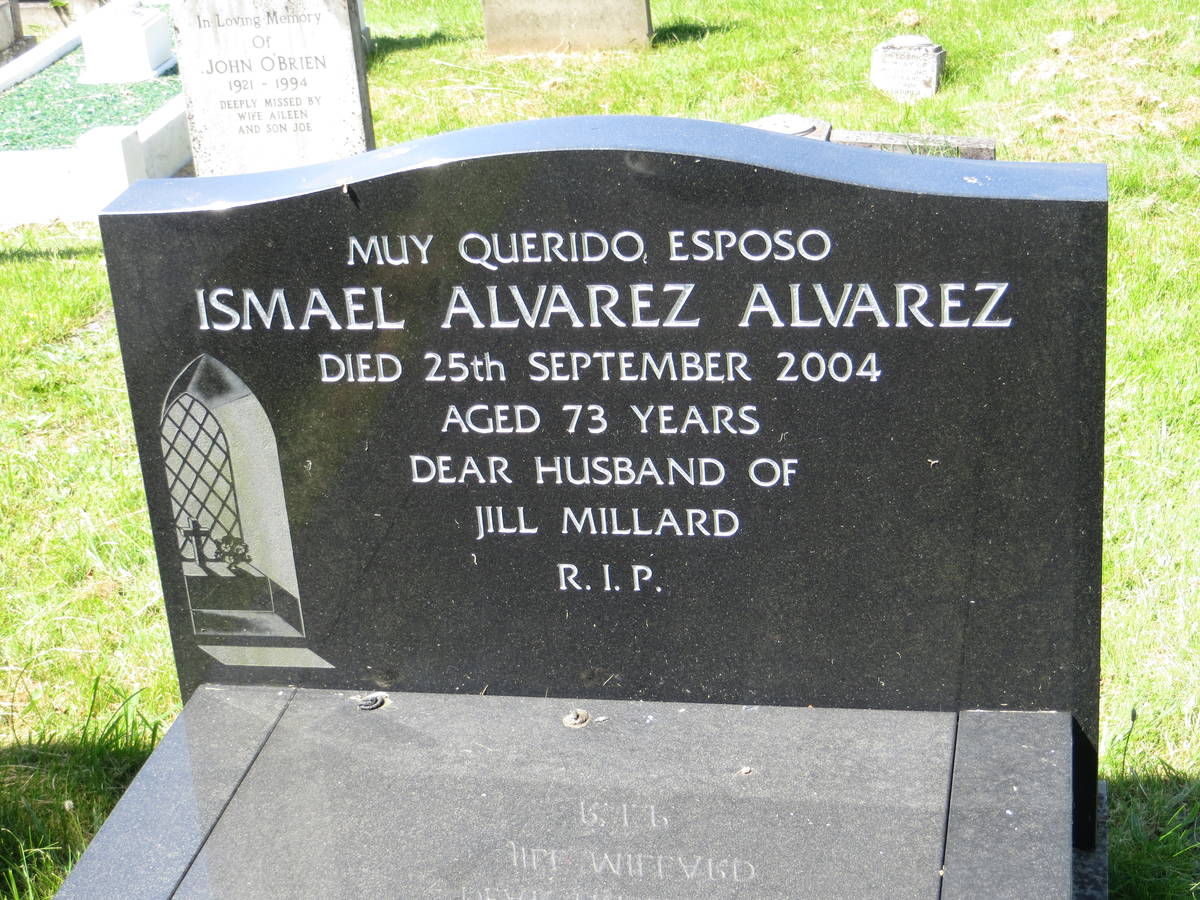 In Loving Memory
Of
JOHN O'BRIEN
1921 - 1994
DEEPLY MISSED BY
WIFE AILEEN
AND SON JOE
MUY QUERIDO, ESPOSO
ISMAEL ALVAREZ ALVAREZ
DIED 25th SEPTEMBER 2004
AGED 73 YEARS
DEAR HUSBAND OF
JILL MILLARD
R.I.P.